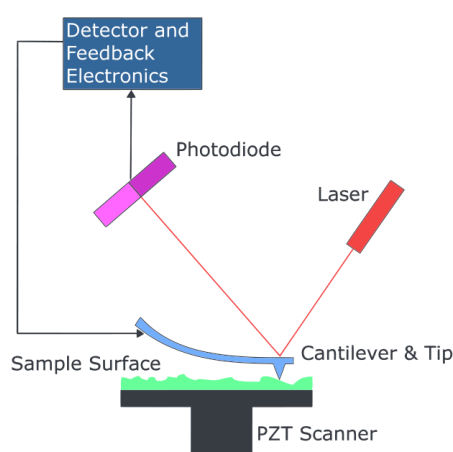 Detector and
Feedback
Electronics
Photodiode
Laser
Cantilever & Tip
Sample Surface
PZT Scanner